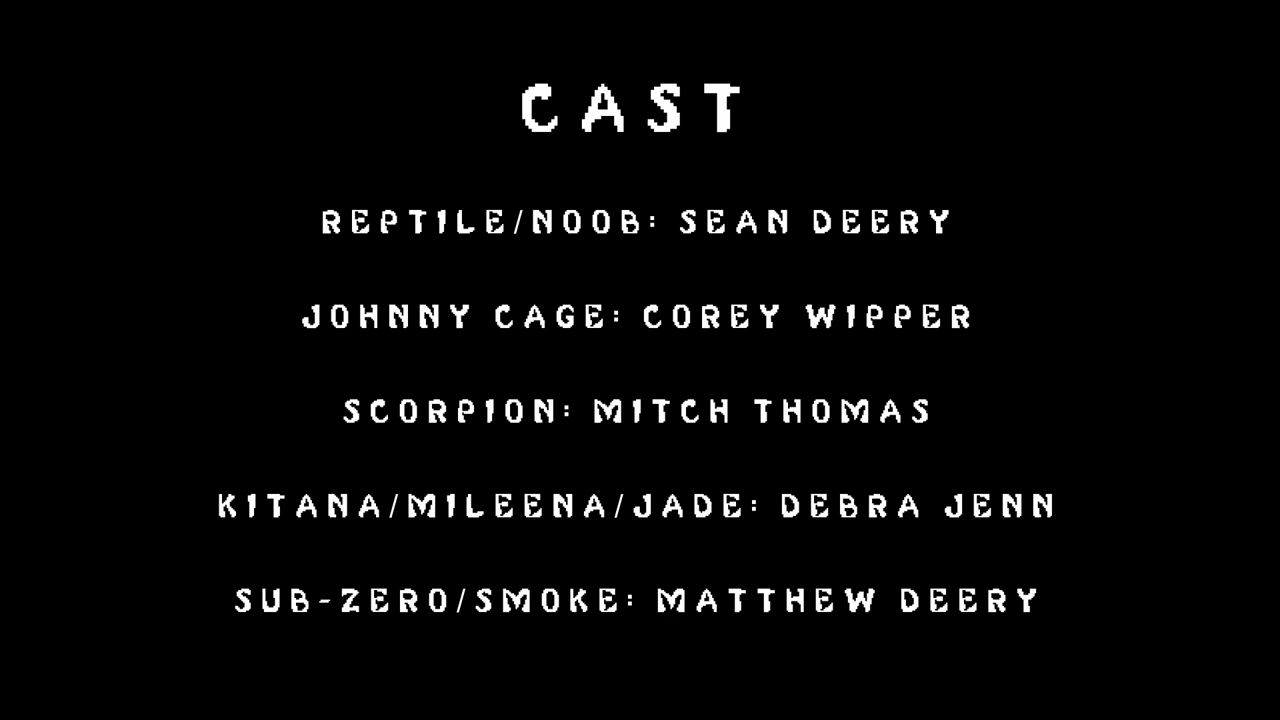 CAST
REPTILE/NOOB: SEAN DEERY
JOHNNY CAGE: COREY WIPPER
SCORPION: MITCH THOMAS
KITANA/MILEENA/JADE: DEBRA JENN
SUB-ZERO/SMOKE: MATTHEW DEERY